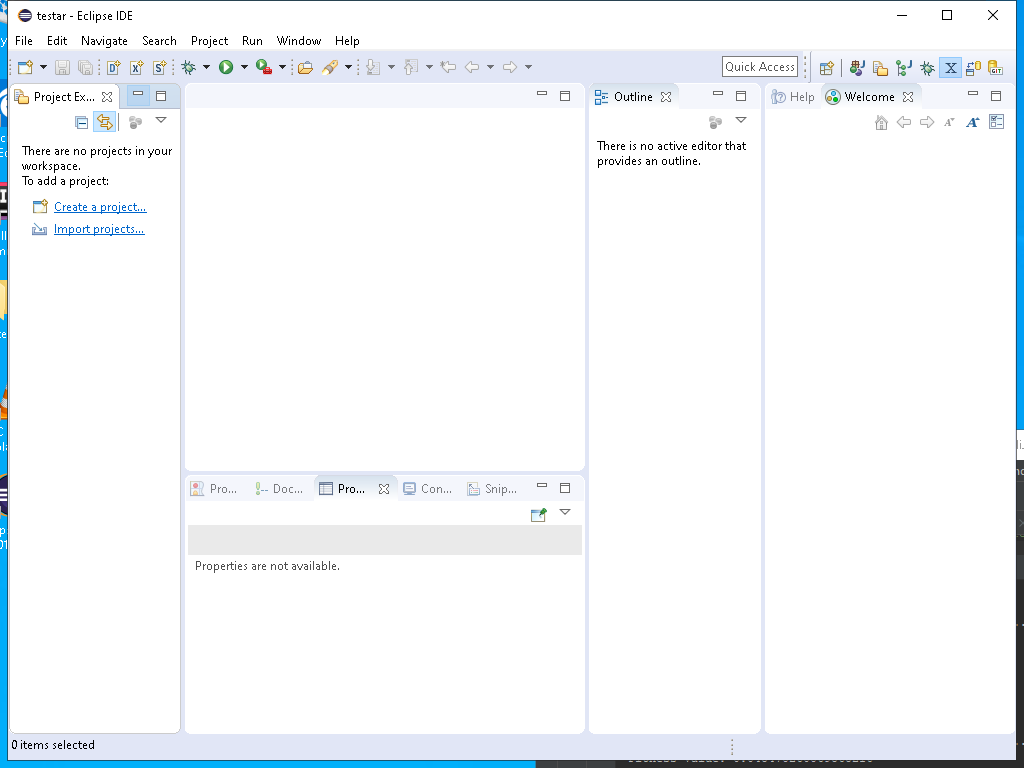 testar - Eclipse IDE
File Edit Navigate Search Project Run Window Help
Quick Access
Project Ex...
Outline
Help
Welcome
There are no projects in your
workspace.
To add a project:
Create a project...
Import projects...
There is no active editor that
provides an outline.
Pro...
Doc...
Pro...
Con...
Snip...
Properties are not available.
0 items selected